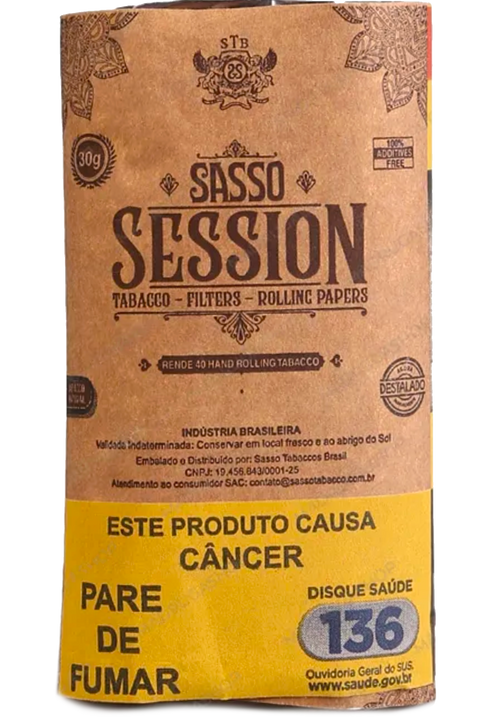 STB
30g
100%
ADDITIVES
FREE
SASSO
SESSION
TABACCO - FILTERS - ROLLING PAPERS
RENDE 40 HAND ROLLING TABACCO
DESTALADO
INDÚSTRIA BRASILEIRA
Validade Indeterminada: Conservar em local fresco e ao abrigo do Sol
Embalado e Distribuido por: Sasso Tabaccos Brasil
CNPJ: 19.456.643/0001-25
Atendimento ao consumidor SAC: contato@sassotabacco.com.br
ESTE PRODUTO CAUSA
CÂNCER
PARE
DE
FUMAR
DISQUE SAÚDE
136
Ouvidoria Geral do SUS.
www.saude.gov.br